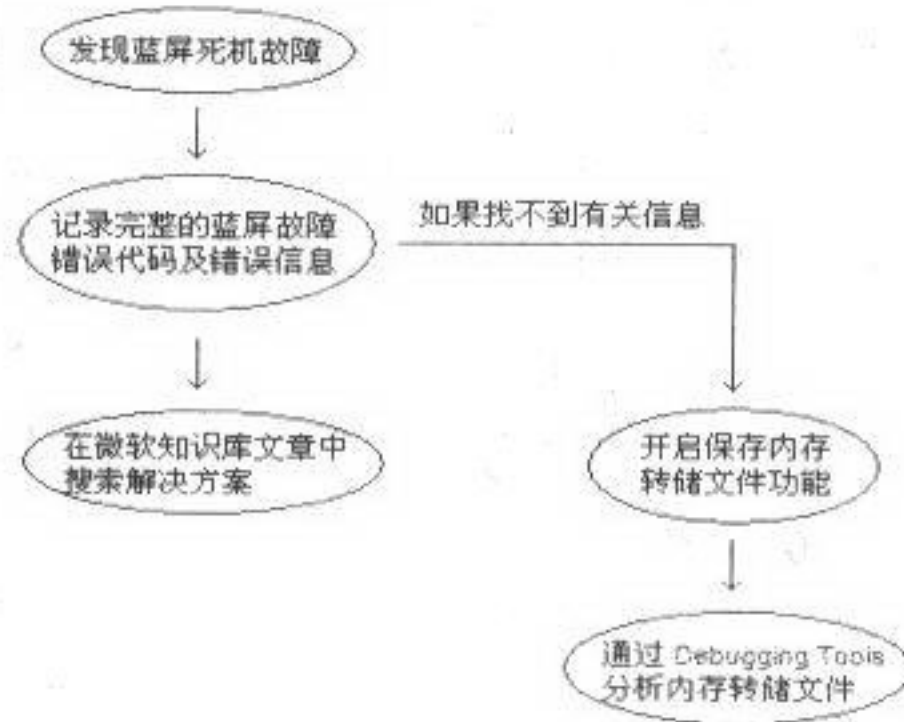 发现蓝屏死机故障
记录完整的蓝屏故障
错误代码及错误信息
如果找不到有关信息
在微软知识库文章中
搜索解决方案
开启保存内存
转储文件功能
通过 Debugging Tools
分析内存转储文件